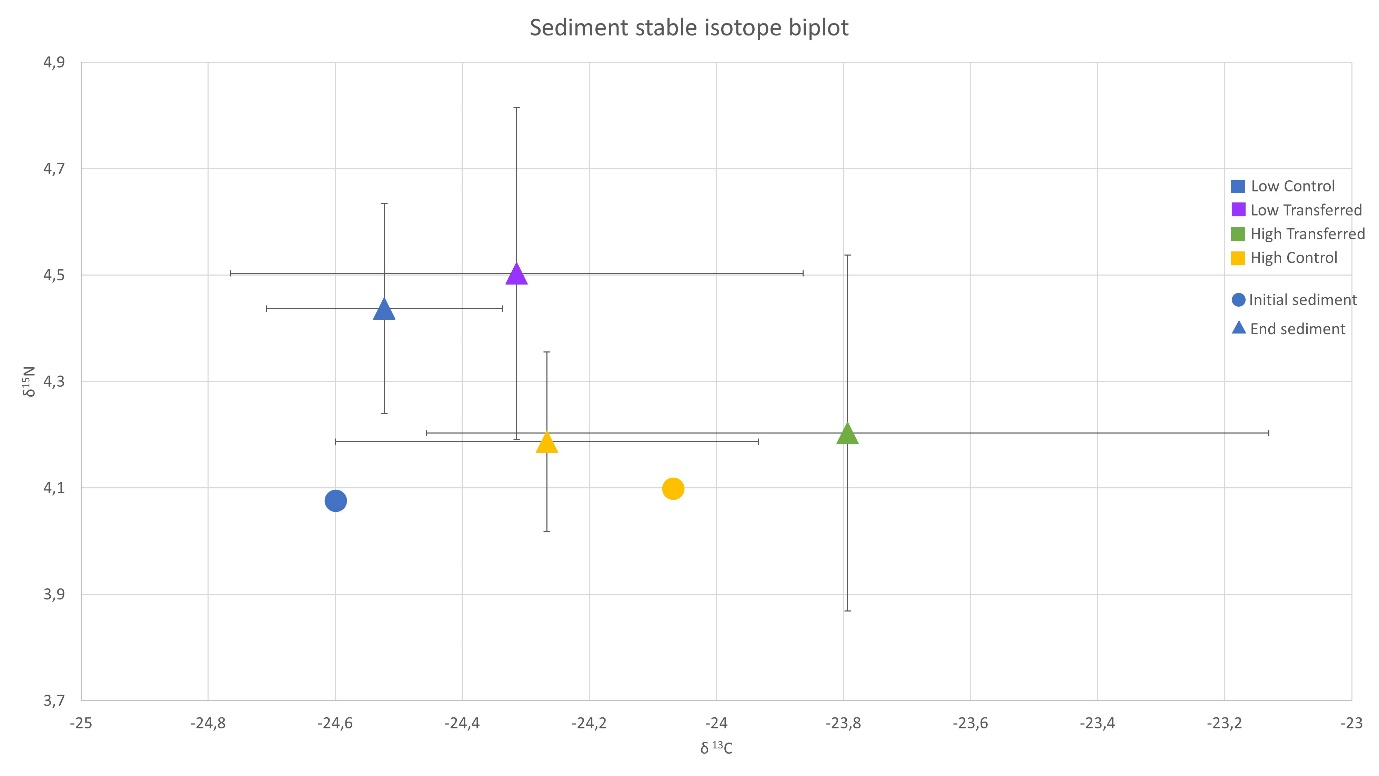 Sediment stable isotope biplot
4,9
4,7
4,5
4,3
4,1
3,9
3,7
δ¹⁵N
Low Control
Low Transferred
High Transferred
High Control
Initial sediment
End sediment
-25 -24,8 -24,6 -24,4 -24,2 -24 -23,8 -23,6 -23,4 -23,2 -23
δ ¹³C